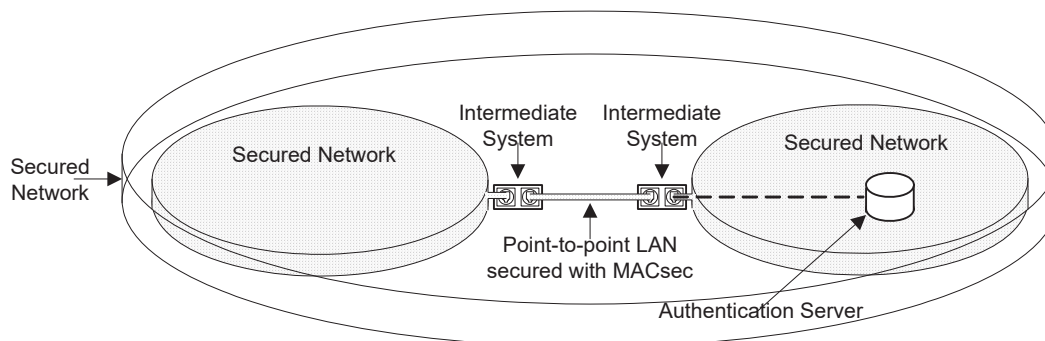 Intermediate
System
Intermediate
System
Secured Network
Secured Network
Secured
Network
Point-to-point LAN
secured with MACsec
Authentication Server